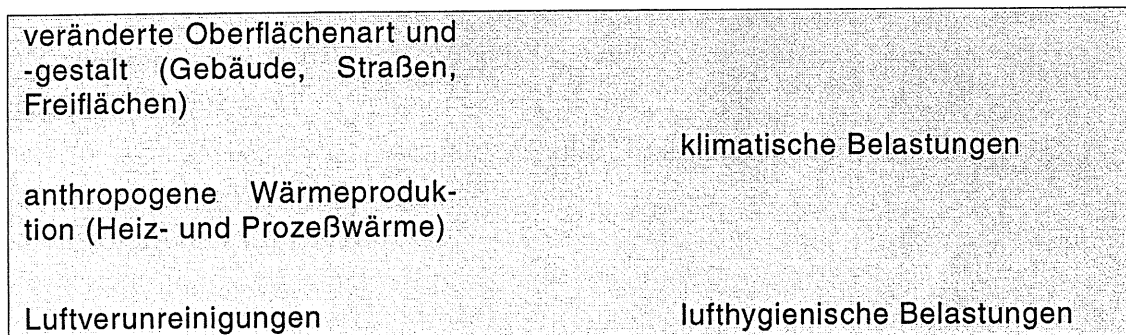 veränderte Oberflächenart und
-gestalt (Gebäude, Straßen,
Freiflächen)
klimatische Belastungen
anthropogene Wärmeproduk-
tion (Heiz- und Prozeßwärme)
Luftverunreinigungen
lufthygienische Belastungen